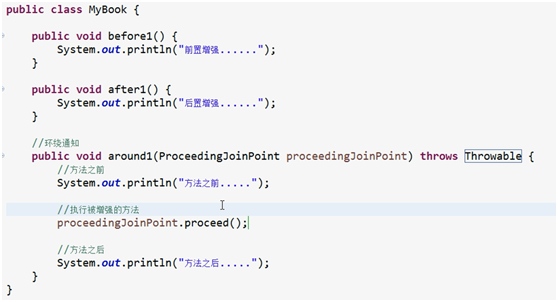 public class MyBook {
public void before1() {
System.out.println("前置增强......");
}
public void after1() {
System.out.println("后置增强......");
}
//环绕通知
public void around1(ProceedingJoinPoint proceedingJoinPoint) throws Throwable {
//方法之前
System.out.println("方法之前.....");
//执行被增强的方法
proceedingJoinPoint.proceed();
//方法之后
System.out.println("方法之后.....");
}
}